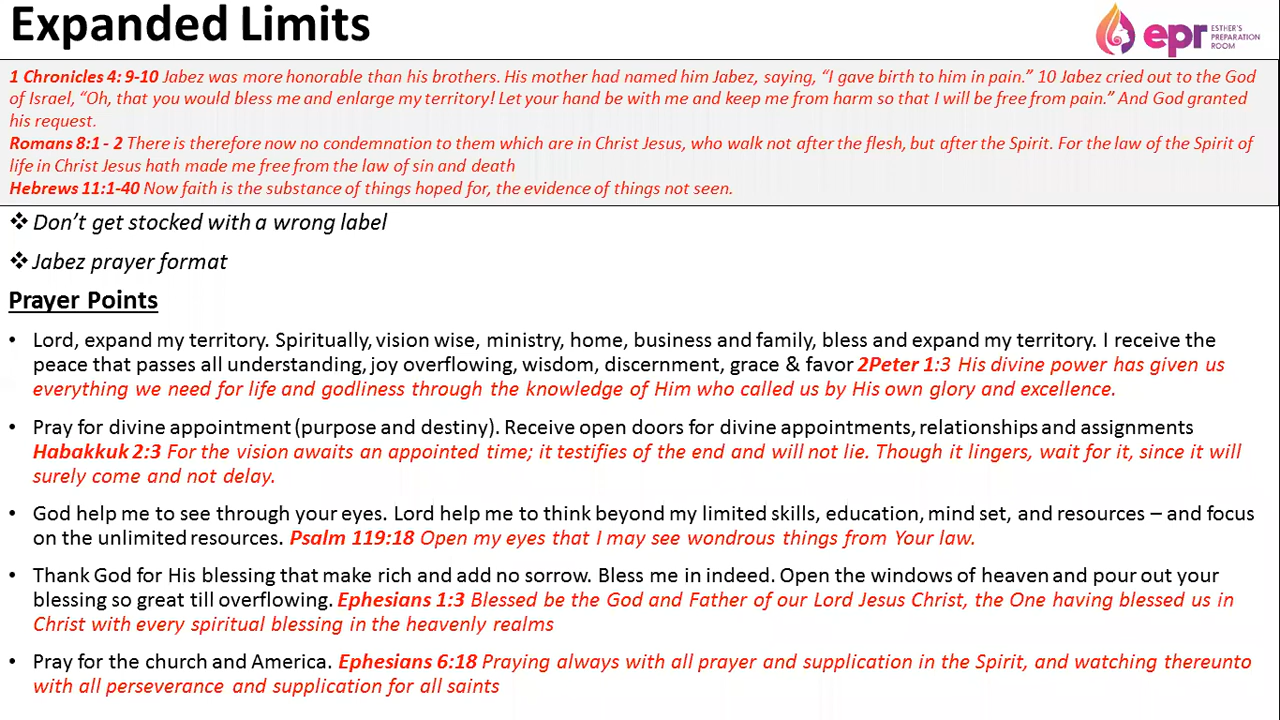 Expanded Limits
epr ESTHER'S
PREPARATION
ROOM
1 Chronicles 4: 9-10 Jabez was more honorable than his brothers. His mother had named him Jabez, saying, “I gave birth to him in pain.” 10 Jabez cried out to the God
of Israel, “Oh, that you would bless me and enlarge my territory! Let your hand be with me and keep me from harm so that I will be free from pain.” And God granted
his request.
Romans 8:1 - 2 There is therefore now no condemnation to them which are in Christ Jesus, who walk not after the flesh, but after the Spirit. For the law of the Spirit of
life in Christ Jesus hath made me free from the law of sin and death
Hebrews 11:1-40 Now faith is the substance of things hoped for, the evidence of things not seen.
❖ Don’t get stocked with a wrong label
❖ Jabez prayer format
Prayer Points
• Lord, expand my territory. Spiritually, vision wise, ministry, home, business and family, bless and expand my territory. I receive the
peace that passes all understanding, joy overflowing, wisdom, discernment, grace & favor 2Peter 1:3 His divine power has given us
everything we need for life and godliness through the knowledge of Him who called us by His own glory and excellence.
• Pray for divine appointment (purpose and destiny). Receive open doors for divine appointments, relationships and assignments
Habakkuk 2:3 For the vision awaits an appointed time; it testifies of the end and will not lie. Though it lingers, wait for it, since it will
surely come and not delay.
• God help me to see through your eyes. Lord help me to think beyond my limited skills, education, mind set, and resources – and focus
on the unlimited resources. Psalm 119:18 Open my eyes that I may see wondrous things from Your law.
• Thank God for His blessing that make rich and add no sorrow. Bless me in indeed. Open the windows of heaven and pour out your
blessing so great till overflowing. Ephesians 1:3 Blessed be the God and Father of our Lord Jesus Christ, the One having blessed us in
Christ with every spiritual blessing in the heavenly realms
• Pray for the church and America. Ephesians 6:18 Praying always with all prayer and supplication in the Spirit, and watching thereunto
with all perseverance and supplication for all saints